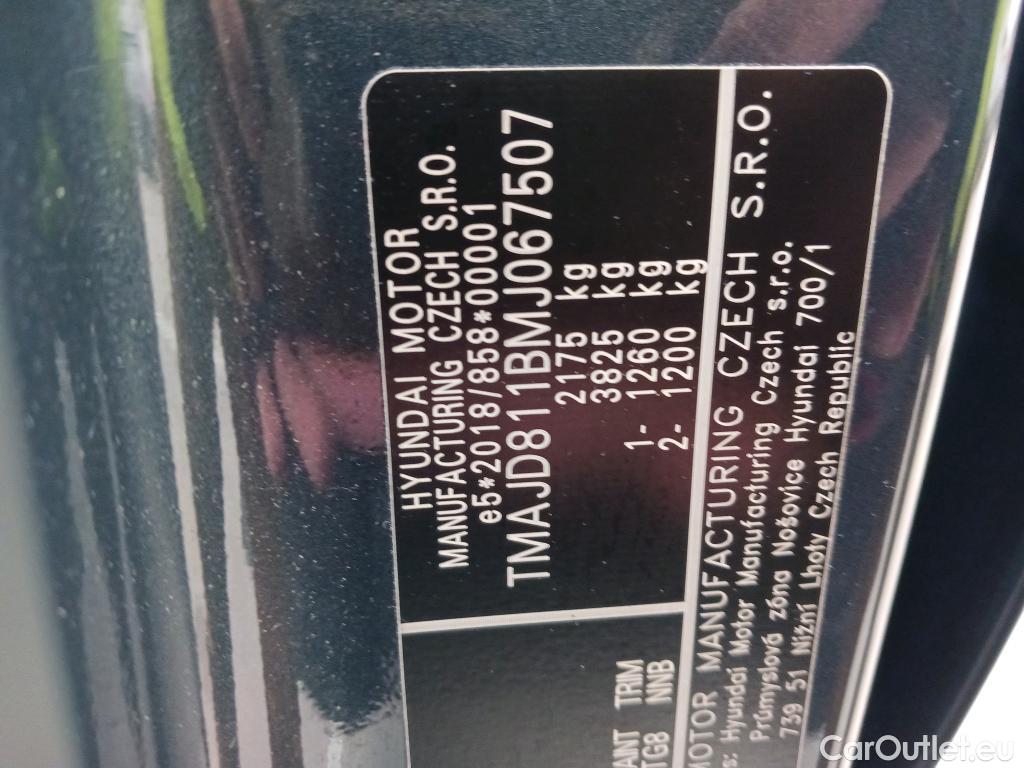 HYUNDAI MOTOR
MANUFACTURING CZECH S.R.O.
e5*2018/858*00001
TMAJD811BMJ067507
2175 kg
3825 kg
1- 1260 kg
2- 1200 kg
TRIM
TG8 NNB
MOTOR MANUFACTURING CZECH S.R.O.
s: Hyundai Motor Manufacturing Czech s.r.o.
Průmyslová zóna Nošovice Hyundai 700/1
739 51 Nižní Lhoty Czech Republic
CarOutlet.eu